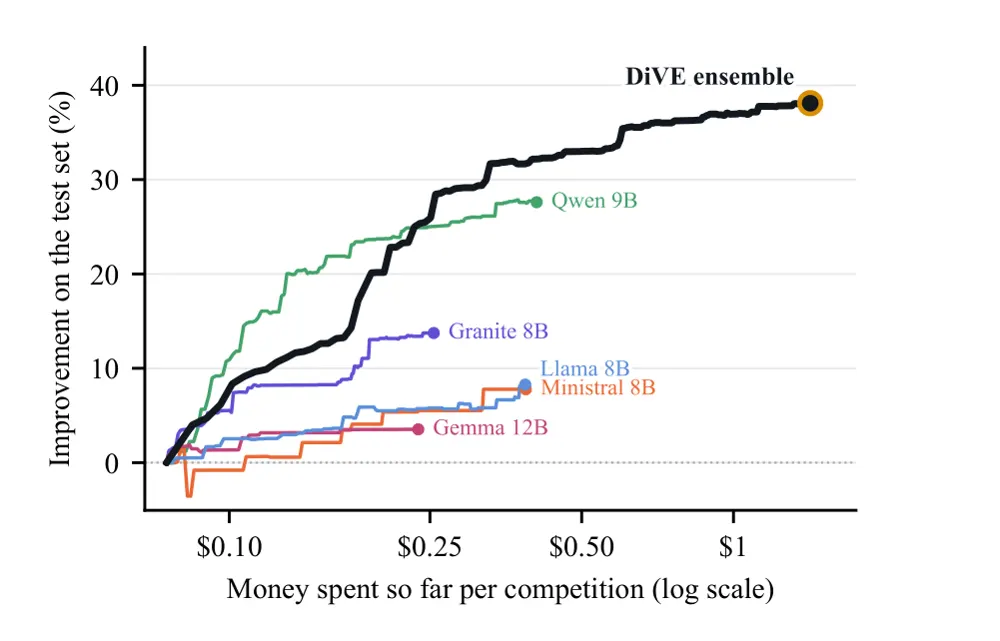 DiVE ensemble
40
30
20
10
0
Improvement on the test set (%)
Qwen 9B
Granite 8B
Llama 8B
Ministral 8B
Gemma 12B
$0.10
$0.25
$0.50
$1
Money spent so far per competition (log scale)